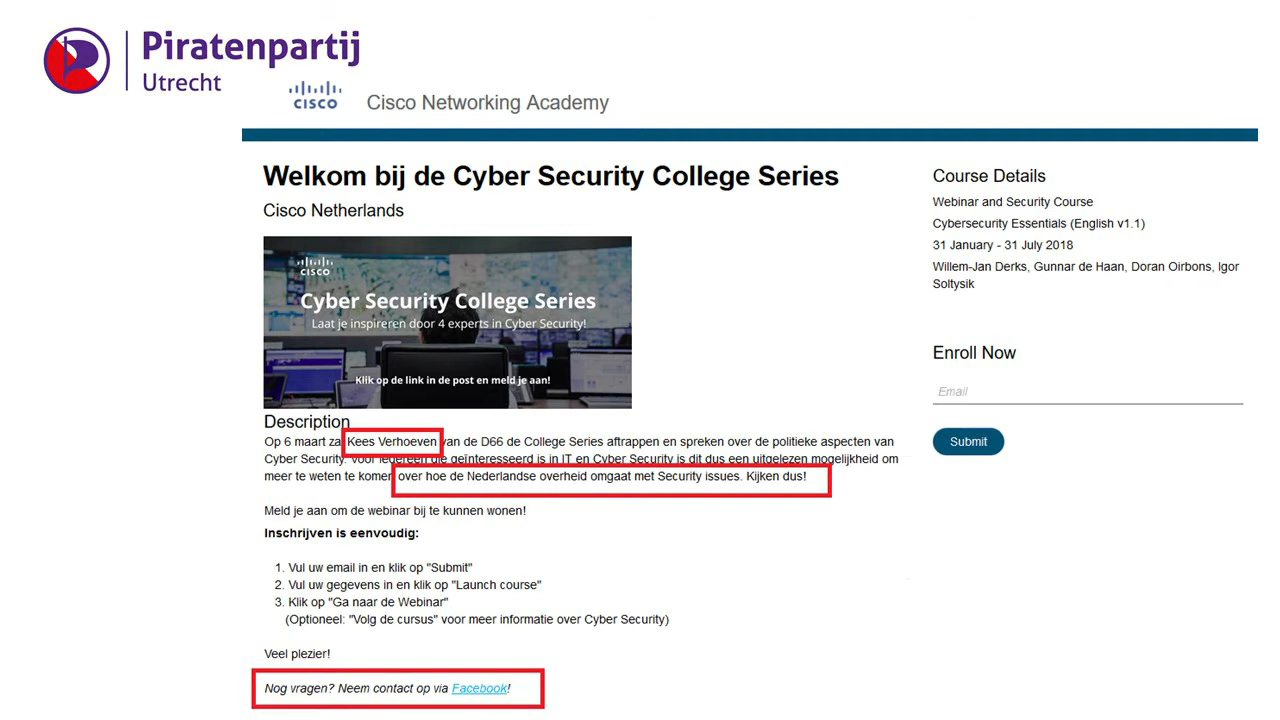 Piratenpartij
Utrecht
CISCO
Cisco Networking Academy
Welkom bij de Cyber Security College Series
Cisco Netherlands
CISCO
Cyber Security College Series
Laat je inspireren door 4 experts in Cyber Security!
Klik op de link in de post en meld je aan!
Description
Op 6 maart za Kees Verhoeven van de D66 de College Series aftrappen en spreken over de politieke aspecten van
Cyber Security. Voor iedereen die geïnteresseerd is in IT en Cyber Security is dit dus een uitgelezen mogelijkheid om
meer te weten te komen over hoe de Nederlandse overheid omgaat met Security issues. Kijken dus!
Meld je aan om de webinar bij te kunnen wonen!
Inschrijven is eenvoudig:
1. Vul uw email in en klik op "Submit"
2. Vul uw gegevens in en klik op "Launch course"
3. Klik op "Ga naar de Webinar"
(Optioneel: "Volg de cursus" voor meer informatie over Cyber Security)
Veel plezier!
Nog vragen? Neem contact op via Facebook!
Course Details
Webinar and Security Course
Cybersecurity Essentials (English v1.1)
31 January - 31 July 2018
Willem-Jan Derks, Gunnar de Haan, Doran Oirbons, Igor
Soltysik
Enroll Now
Email
Submit